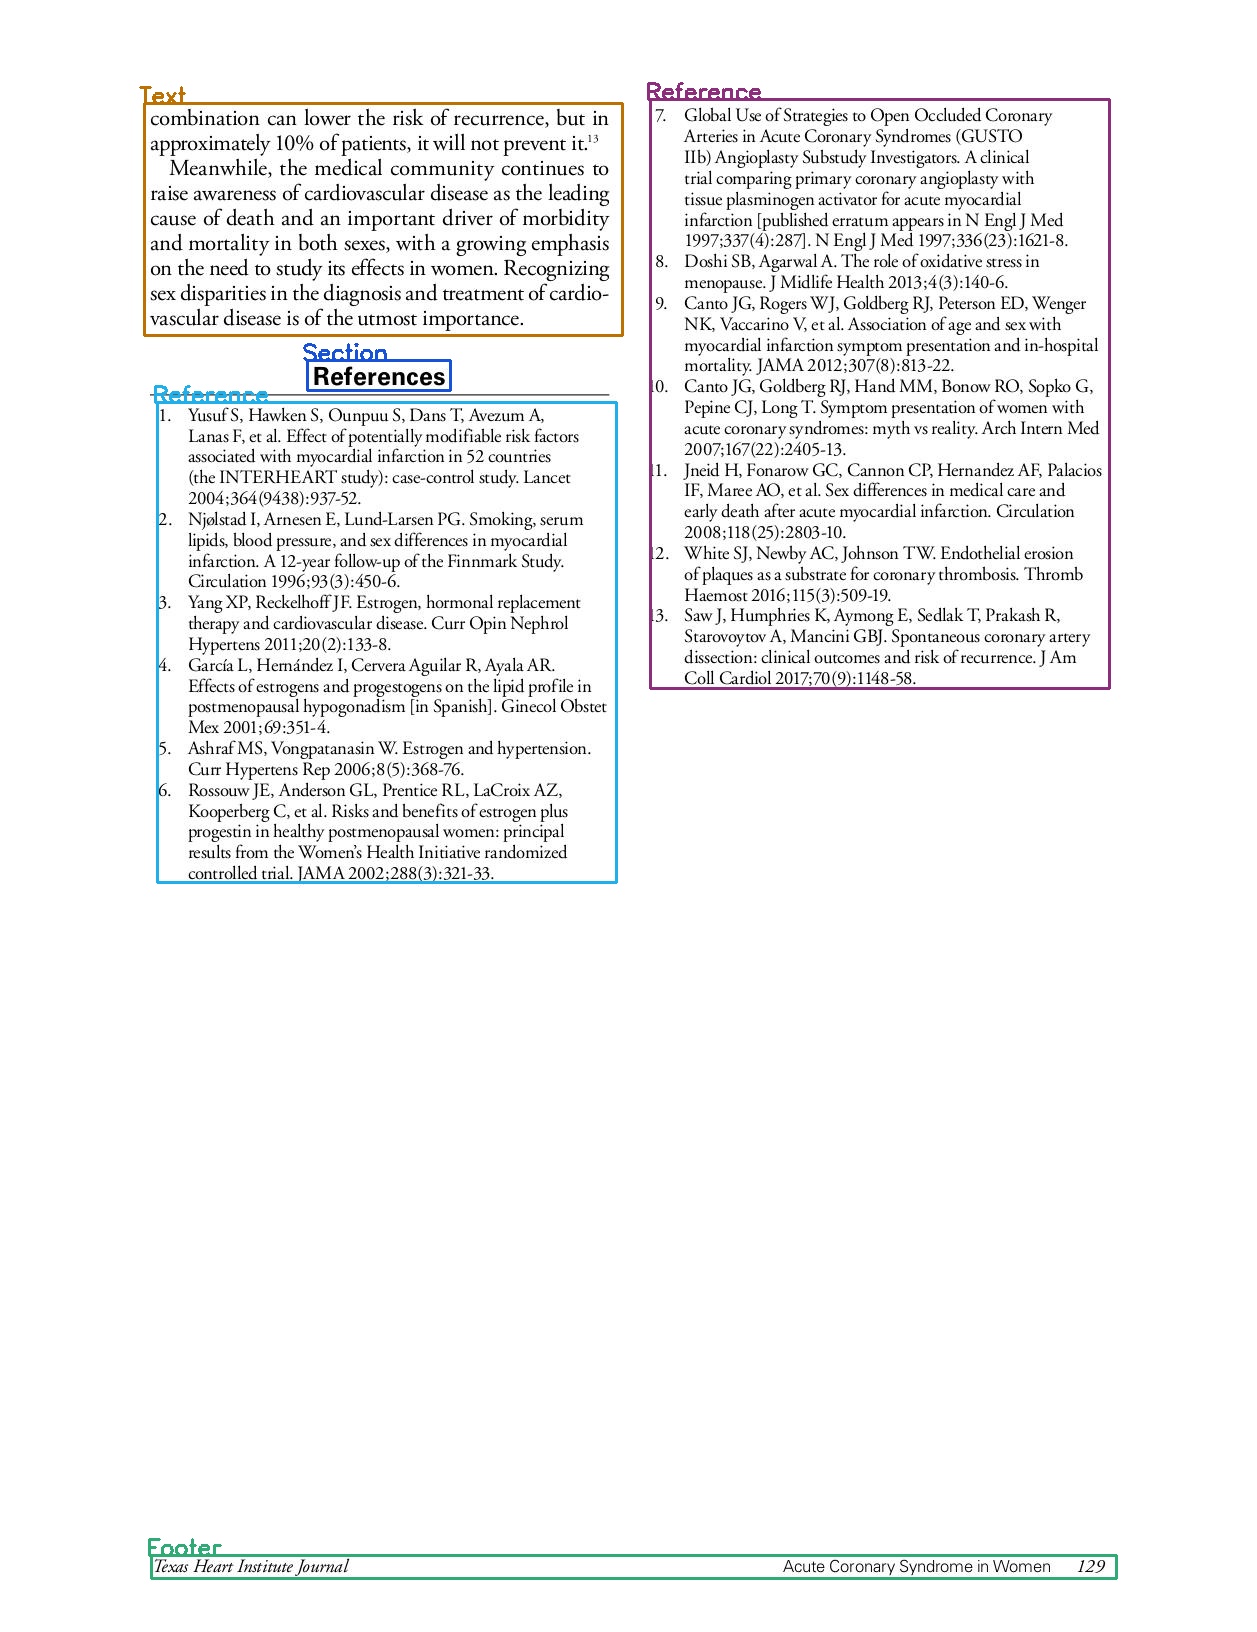 Text
combination can lower the risk of recurrence, but in
approximately 10% of patients, it will not prevent it.13
Meanwhile, the medical community continues to
raise awareness of cardiovascular disease as the leading
cause of death and an important driver of morbidity
and mortality in both sexes, with a growing emphasis
on the need to study its effects in women. Recognizing
sex disparities in the diagnosis and treatment of cardio-
vascular disease is of the utmost importance.
Section
References
Reference
1. Yusuf S, Hawken S, Ounpuu S, Dans T, Avezum A,
Lanas F, et al. Effect of potentially modifiable risk factors
associated with myocardial infarction in 52 countries
(the INTERHEART study): case-control study. Lancet
2004;364(9438):937-52.
2. Njølstad I, Arnesen E, Lund-Larsen PG. Smoking, serum
lipids, blood pressure, and sex differences in myocardial
infarction. A 12-year follow-up of the Finnmark Study.
Circulation 1996;93(3):450-6.
3. Yang XP, Reckelhoff JF. Estrogen, hormonal replacement
therapy and cardiovascular disease. Curr Opin Nephrol
Hypertens 2011;20(2):133-8.
4. García L, Hernández I, Cervera Aguilar R, Ayala AR.
Effects of estrogens and progestogens on the lipid profile in
postmenopausal hypogonadism [in Spanish]. Ginecol Obstet
Mex 2001;69:351-4.
5. Ashraf MS, Vongpatanasin W. Estrogen and hypertension.
Curr Hypertens Rep 2006;8(5):368-76.
6. Rossouw JE, Anderson GL, Prentice RL, LaCroix AZ,
Kooperberg C, et al. Risks and benefits of estrogen plus
progestin in healthy postmenopausal women: principal
results from the Women’s Health Initiative randomized
controlled trial. JAMA 2002;288(3):321-33.
Reference
7. Global Use of Strategies to Open Occluded Coronary
Arteries in Acute Coronary Syndromes (GUSTO
IIb) Angioplasty Substudy Investigators. A clinical
trial comparing primary coronary angioplasty with
tissue plasminogen activator for acute myocardial
infarction [published erratum appears in N Engl J Med
1997;337(4):287]. N Engl J Med 1997;336(23):1621-8.
8. Doshi SB, Agarwal A. The role of oxidative stress in
menopause. J Midlife Health 2013;4(3):140-6.
9. Canto JG, Rogers WJ, Goldberg RJ, Peterson ED, Wenger
NK, Vaccarino V, et al. Association of age and sex with
myocardial infarction symptom presentation and in-hospital
mortality. JAMA 2012;307(8):813-22.
10. Canto JG, Goldberg RJ, Hand MM, Bonow RO, Sopko G,
Pepine CJ, Long T. Symptom presentation of women with
acute coronary syndromes: myth vs reality. Arch Intern Med
2007;167(22):2405-13.
11. Jneid H, Fonarow GC, Cannon CP, Hernandez AF, Palacios
IF, Maree AO, et al. Sex differences in medical care and
early death after acute myocardial infarction. Circulation
2008;118(25):2803-10.
12. White SJ, Newby AC, Johnson TW. Endothelial erosion
of plaques as a substrate for coronary thrombosis. Thromb
Haemost 2016;115(3):509-19.
13. Saw J, Humphries K, Aymong E, Sedlak T, Prakash R,
Starovoytov A, Mancini GBJ. Spontaneous coronary artery
dissection: clinical outcomes and risk of recurrence. J Am
Coll Cardiol 2017;70(9):1148-58.
Footer
Texas Heart Institute Journal Acute Coronary Syndrome in Women 129